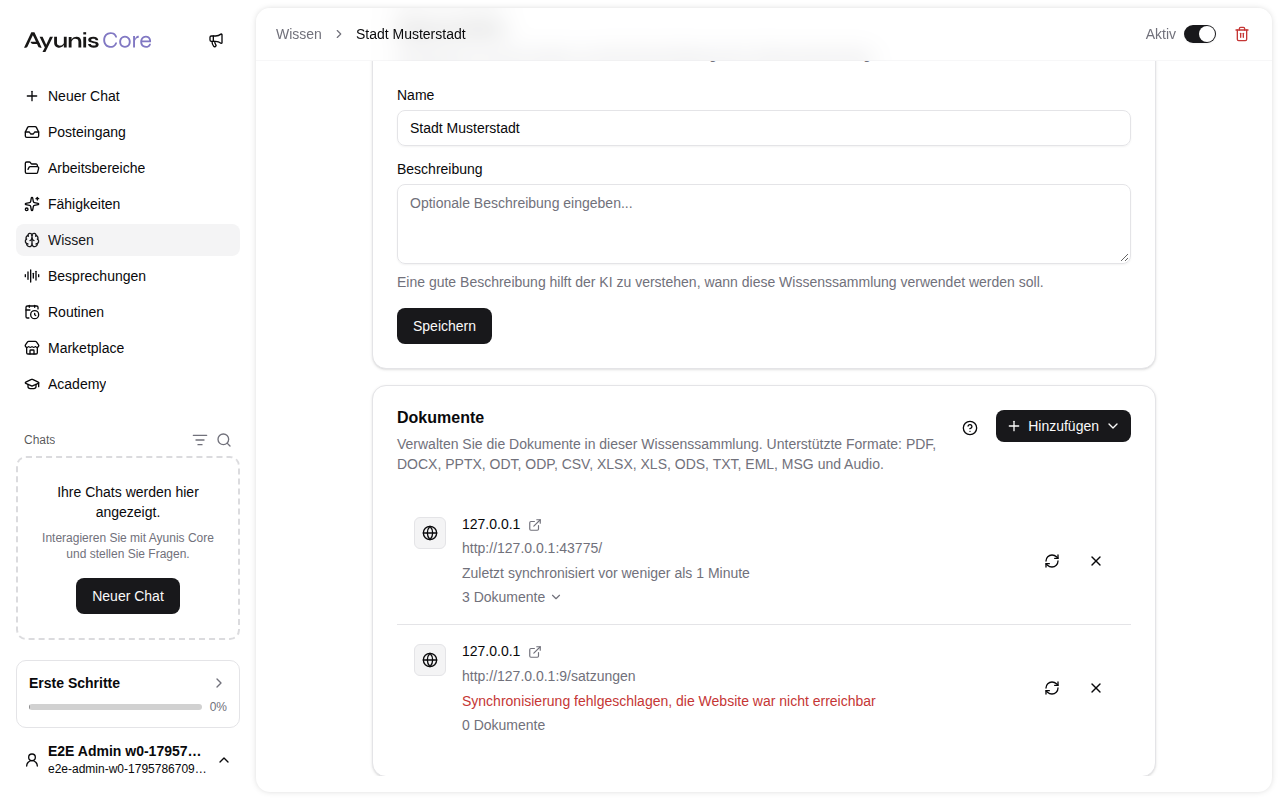 Ayunis Core
Neuer Chat
Posteingang
Arbeitsbereiche
Fähigkeiten
Wissen
Besprechungen
Routinen
Marketplace
Academy
Chats
Ihre Chats werden hier
angezeigt.
Interagieren Sie mit Ayunis Core
und stellen Sie Fragen.
Neuer Chat
Erste Schritte
0%
E2E Admin w0-17957…
e2e-admin-w0-1795786709…
Wissen > Stadt Musterstadt
Aktiv
Name
Stadt Musterstadt
Beschreibung
Optionale Beschreibung eingeben...
Eine gute Beschreibung hilft der KI zu verstehen, wann diese Wissenssammlung verwendet werden soll.
Speichern
Dokumente
Hinzufügen
Verwalten Sie die Dokumente in dieser Wissenssammlung. Unterstützte Formate: PDF,
DOCX, PPTX, ODT, ODP, CSV, XLSX, XLS, ODS, TXT, EML, MSG und Audio.
127.0.0.1
http://127.0.0.1:43775/
Zuletzt synchronisiert vor weniger als 1 Minute
3 Dokumente
127.0.0.1
http://127.0.0.1:9/satzungen
Synchronisierung fehlgeschlagen, die Website war nicht erreichbar
0 Dokumente